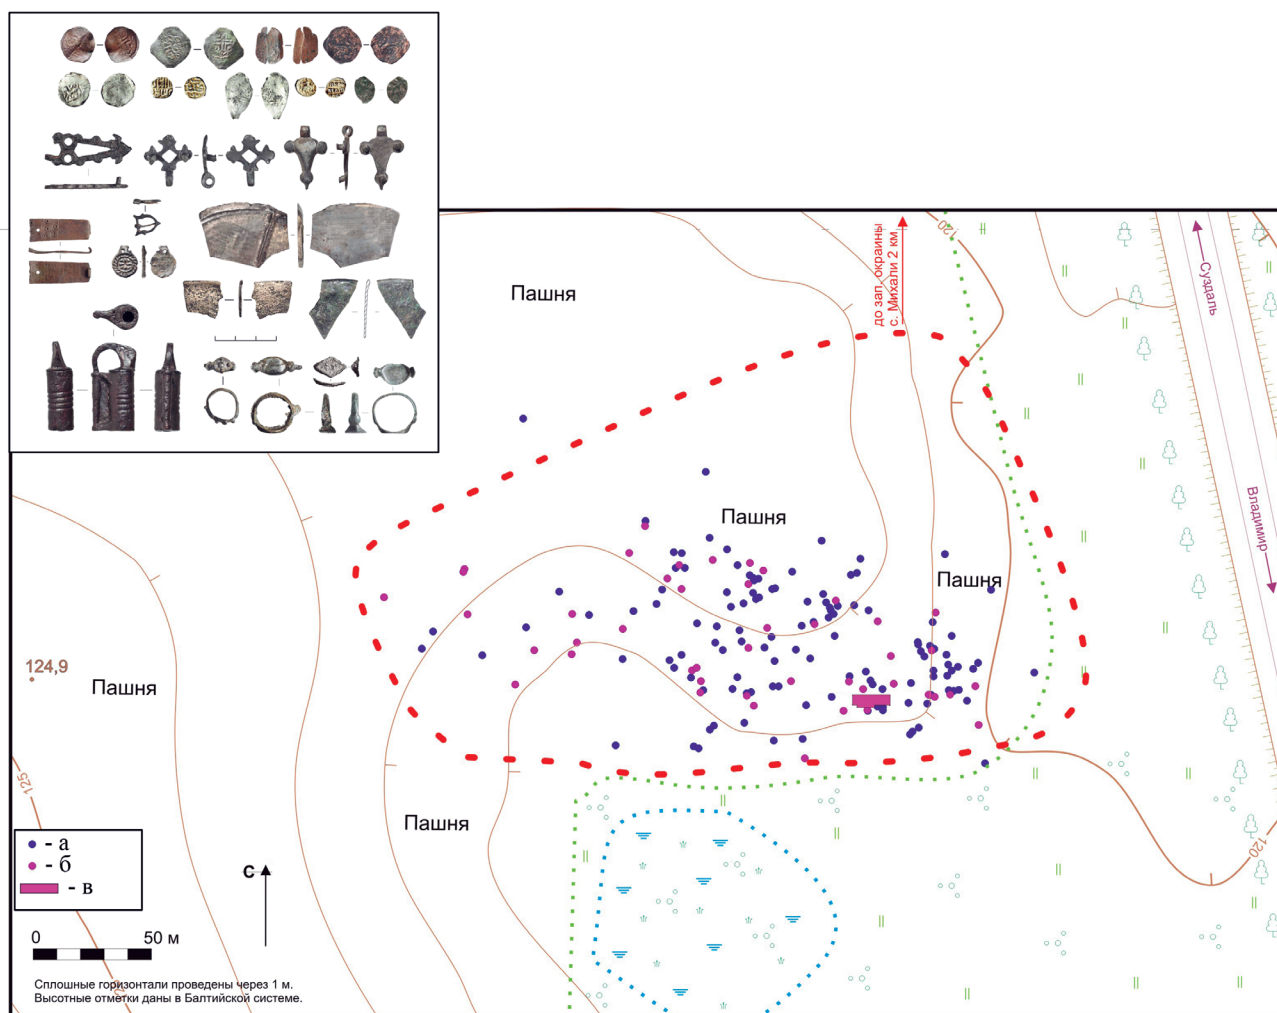 до зап. окраины
с. Михали 2 км
120
Суздаль
Владимир
Пашня
Пашня
Пашня
124,9
Пашня
Пашня
125
120
- а
- б
- в
С
0 50 м
Сплошные горизонтали проведены через 1 м.
Высотные отметки даны в Балтийской системе.